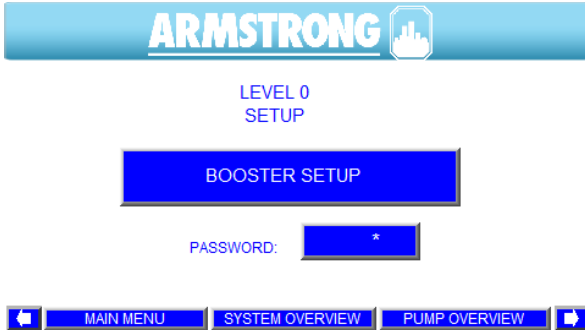 ARMSTRONG
LEVEL 0
SETUP
BOOSTER SETUP
PASSWORD: *
MAIN MENU SYSTEM OVERVIEW PUMP OVERVIEW